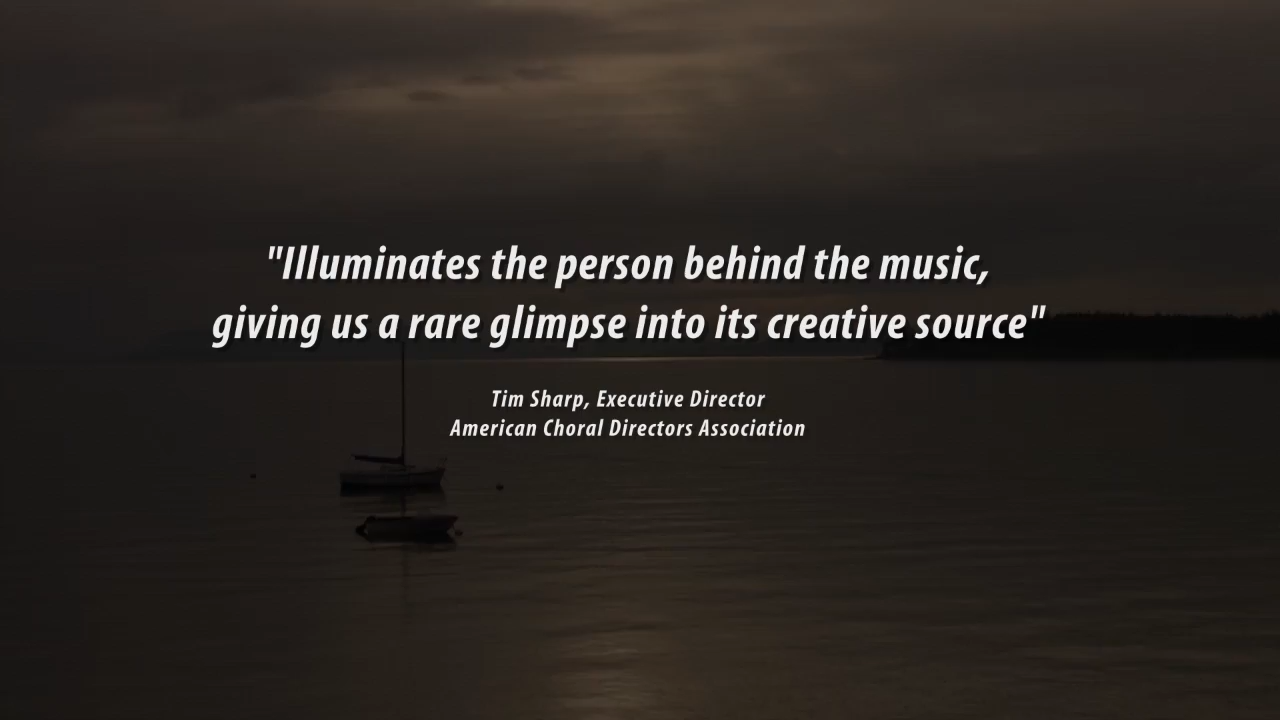 "Illuminates the person behind the music,
giving us a rare glimpse into its creative source"
Tim Sharp, Executive Director
American Choral Directors Association